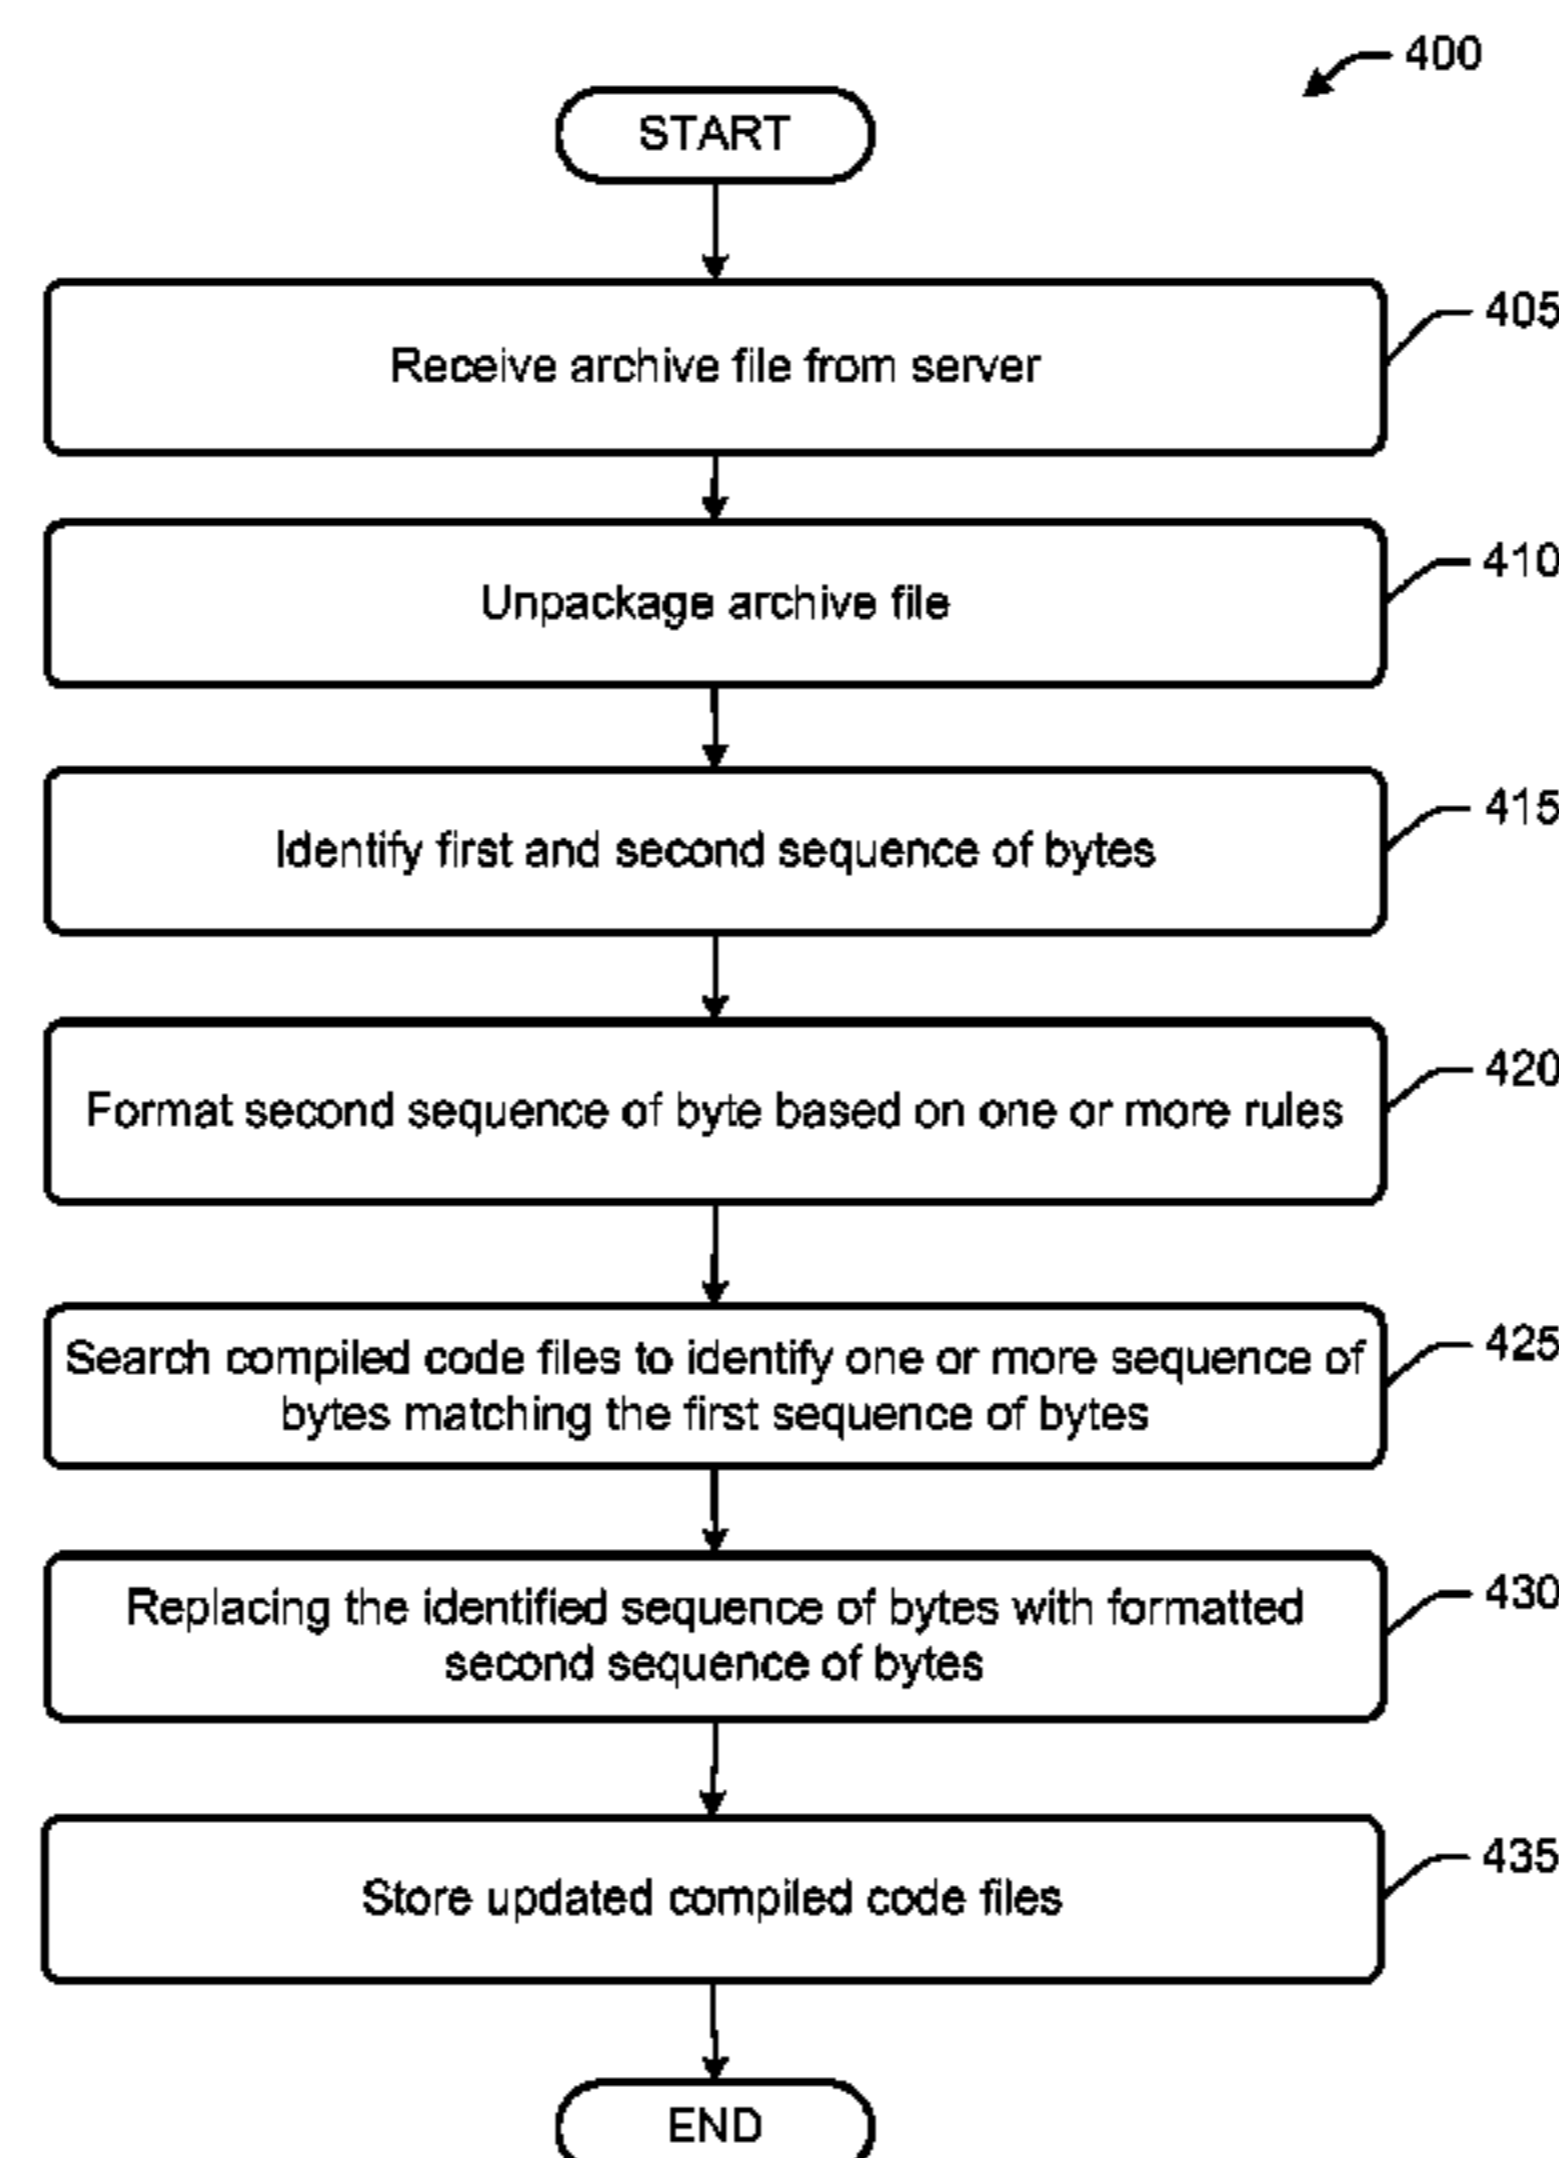 400
START
405
Receive archive file from server
410
Unpackage archive file
415
Identify first and second sequence of bytes
420
Format second sequence of byte based on one or more rules
425
Search compiled code files to identify one or more sequence of
bytes matching the first sequence of bytes
430
Replacing the identified sequence of bytes with formatted
second sequence of bytes
435
Store updated compiled code files
END